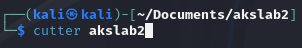 ┌──(kali㉿kali)-[~/Documents/akslab2]
└─$ cutter akslab2